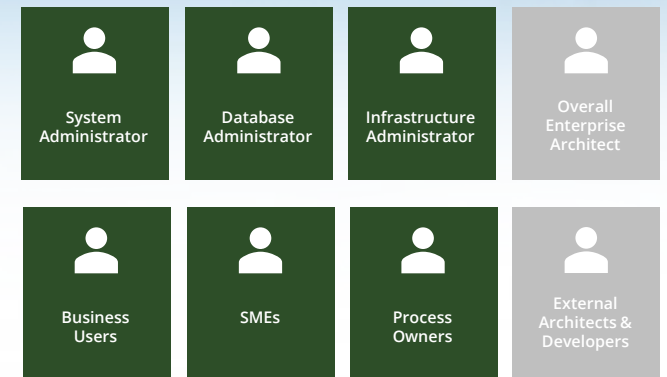 System
Administrator
Database
Administrator
Infrastructure
Administrator
Overall
Enterprise
Architect
Business
Users
SMEs
Process
Owners
External
Architects &
Developers